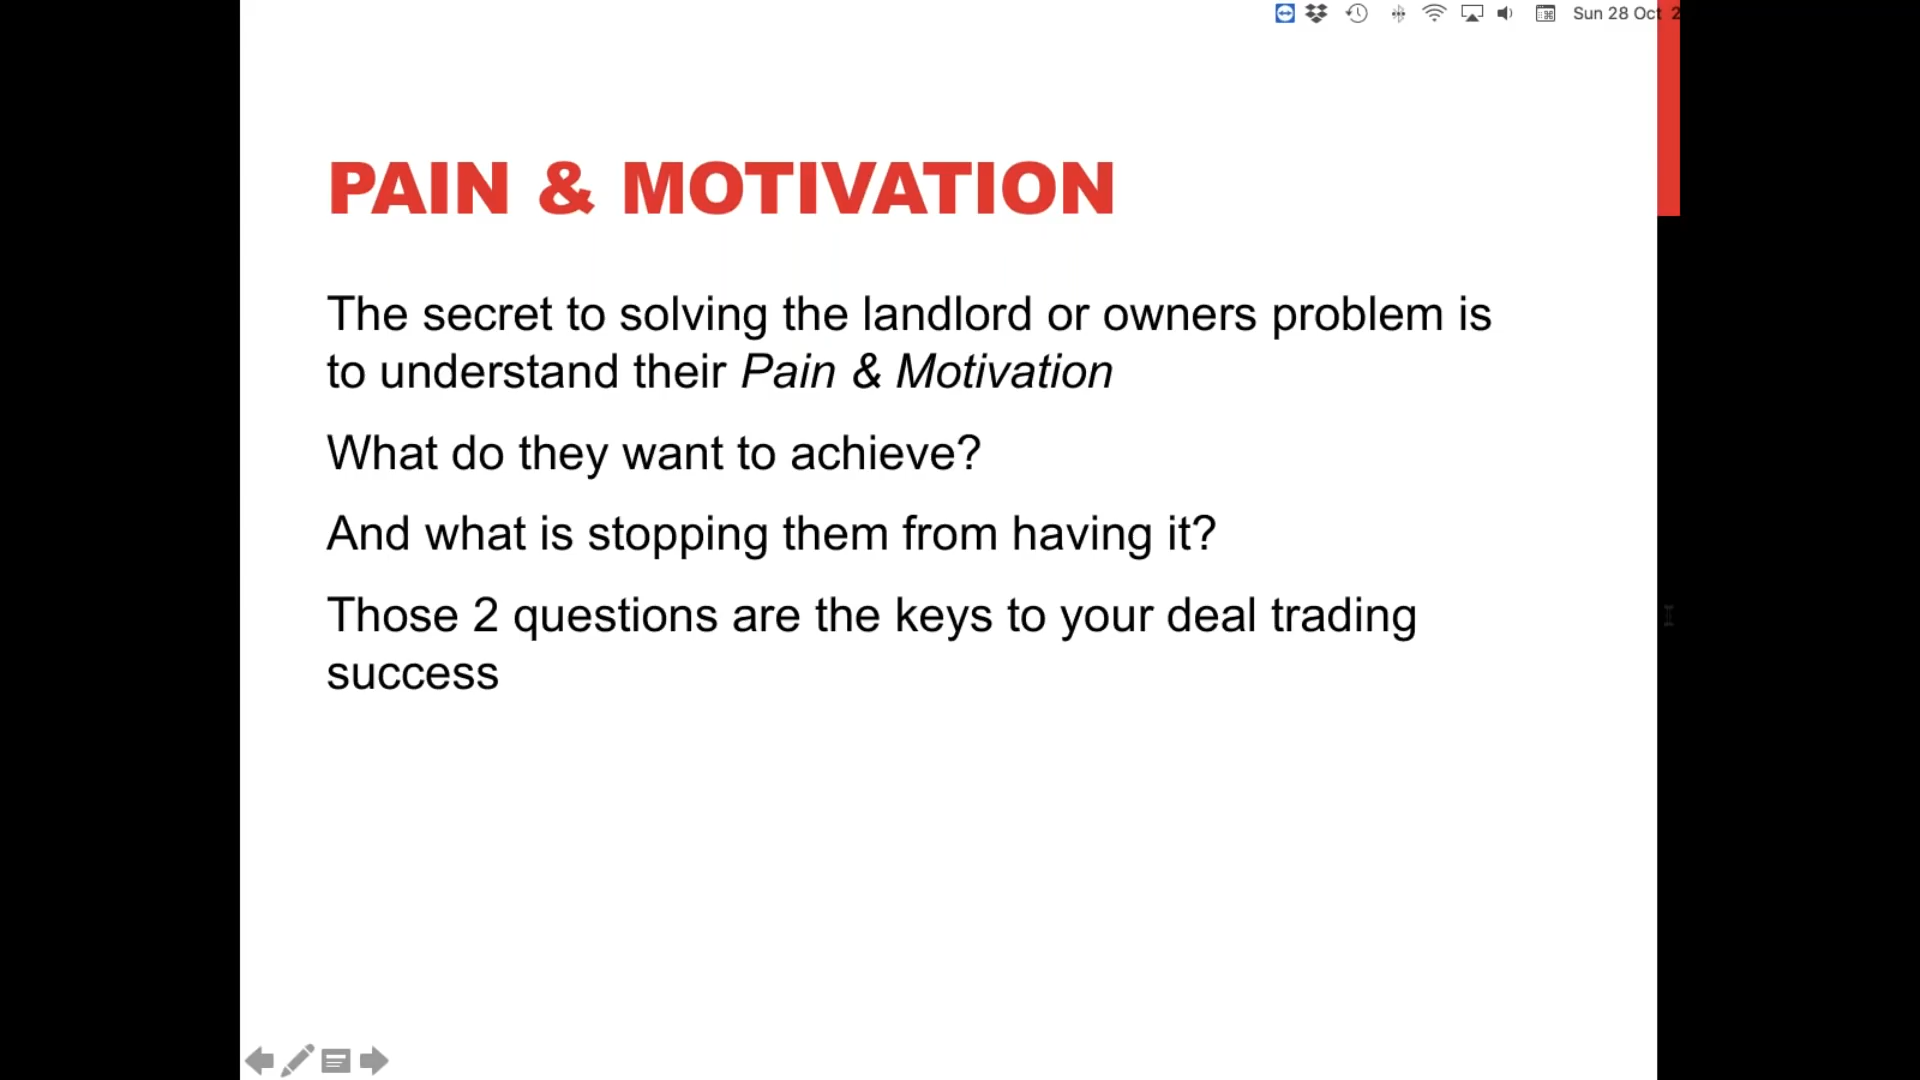 Sun 28 Oct 2
PAIN & MOTIVATION
The secret to solving the landlord or owners problem is
to understand their Pain & Motivation
What do they want to achieve?
And what is stopping them from having it?
Those 2 questions are the keys to your deal trading
success